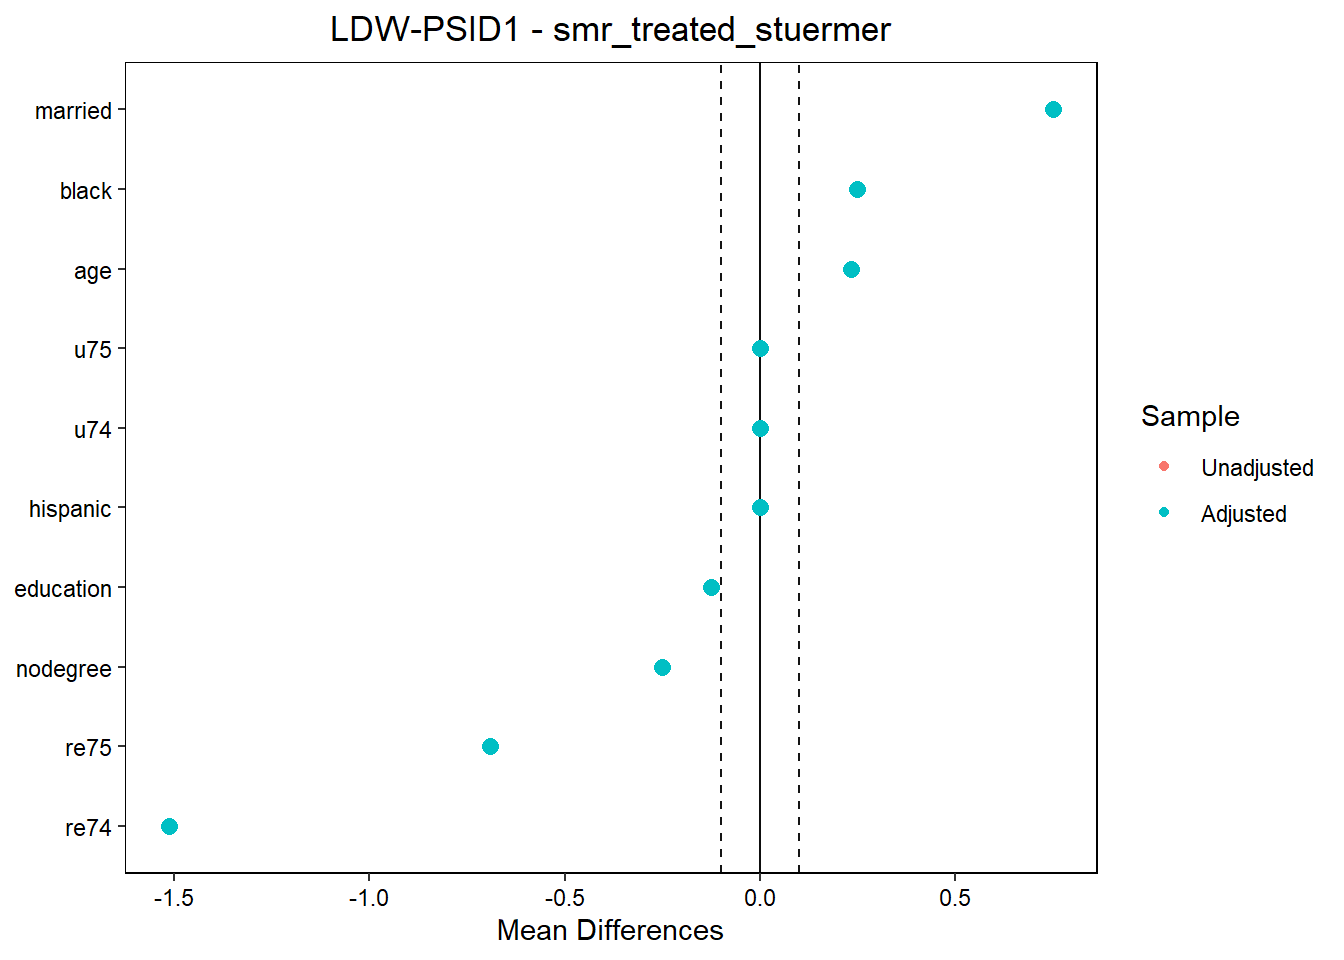 LDW-PSID1 - smr_treated_stuermer
married
black
age
u75
u74
hispanic
education
nodegree
re75
re74
-1.5 -1.0 -0.5 0.0 0.5
Mean Differences
Sample
Unadjusted
Adjusted